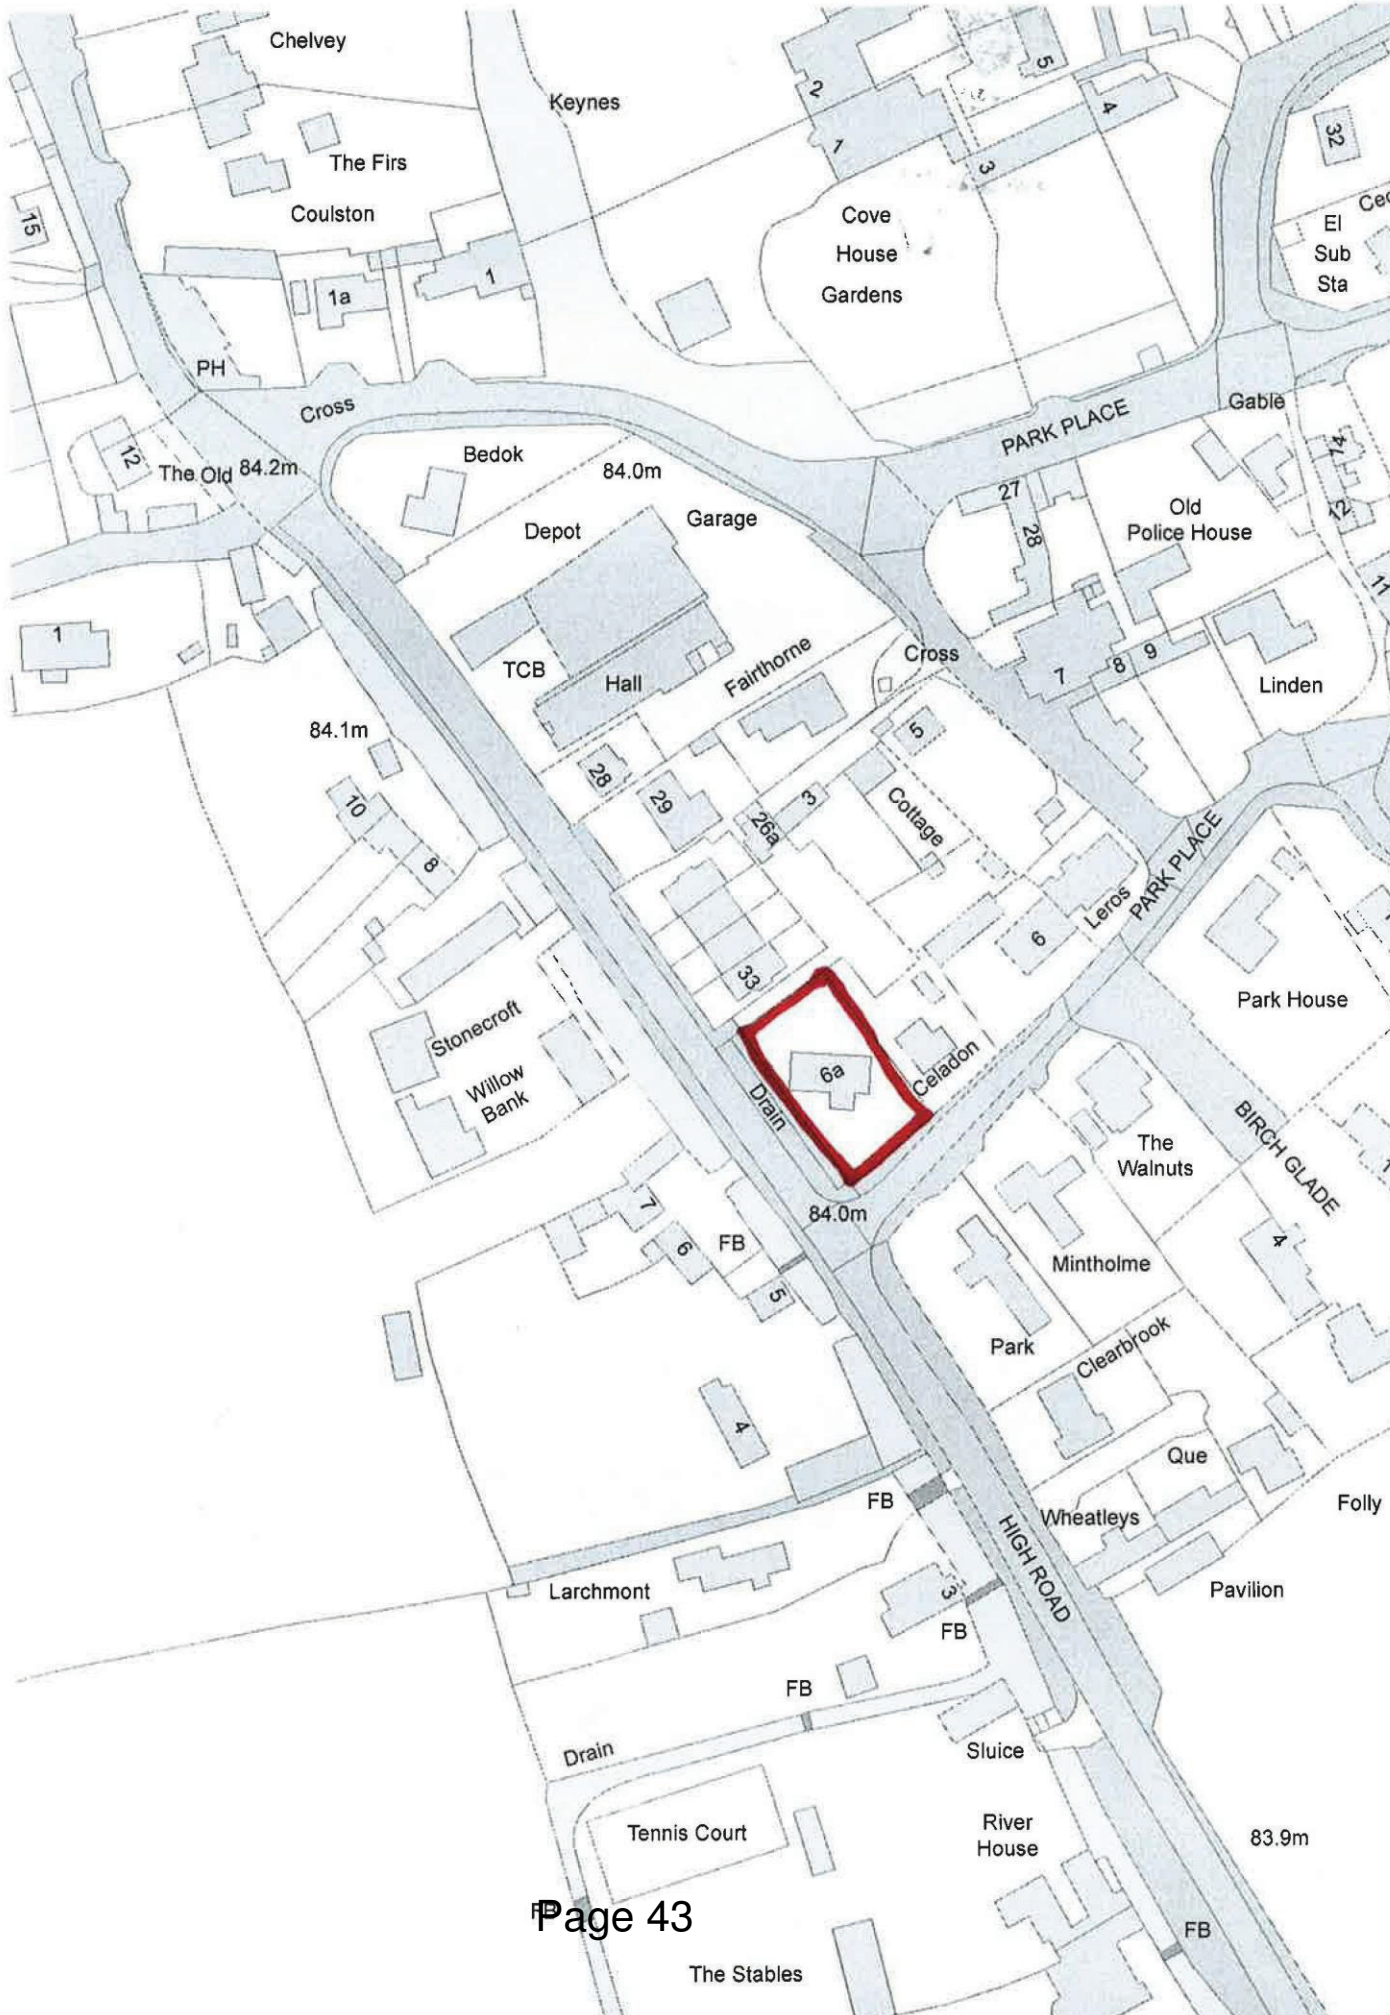 Chelvey
Keynes
2
5
1
4
3
32
The Firs
Coulston
15
Cove
House
Gardens
El
Sub
Sta
1a
1
PH
Cross
PARK PLACE
Gable
12
The Old
84.2m
Bedok
84.0m
27
28
Old
Police House
14
12
Depot
Garage
11
1
TCB
Hall
Fairthorne
Cross
7
8
9
Linden
84.1m
28
29
26a
3
5
Cottage
10
8
PARK PLACE
Leros
6
33
Park House
Stonecroft
Willow
Bank
6a
Drain
Celadon
The
Walnuts
BIRCH GLADE
7
6
FB
5
84.0m
Mintholme
4
Park
Clearbrook
4
Que
FB
Wheatleys
Folly
HIGH ROAD
Larchmont
3
Pavilion
FB
FB
Drain
Sluice
Tennis Court
River
House
83.9m
FB
Page 43
FB
The Stables